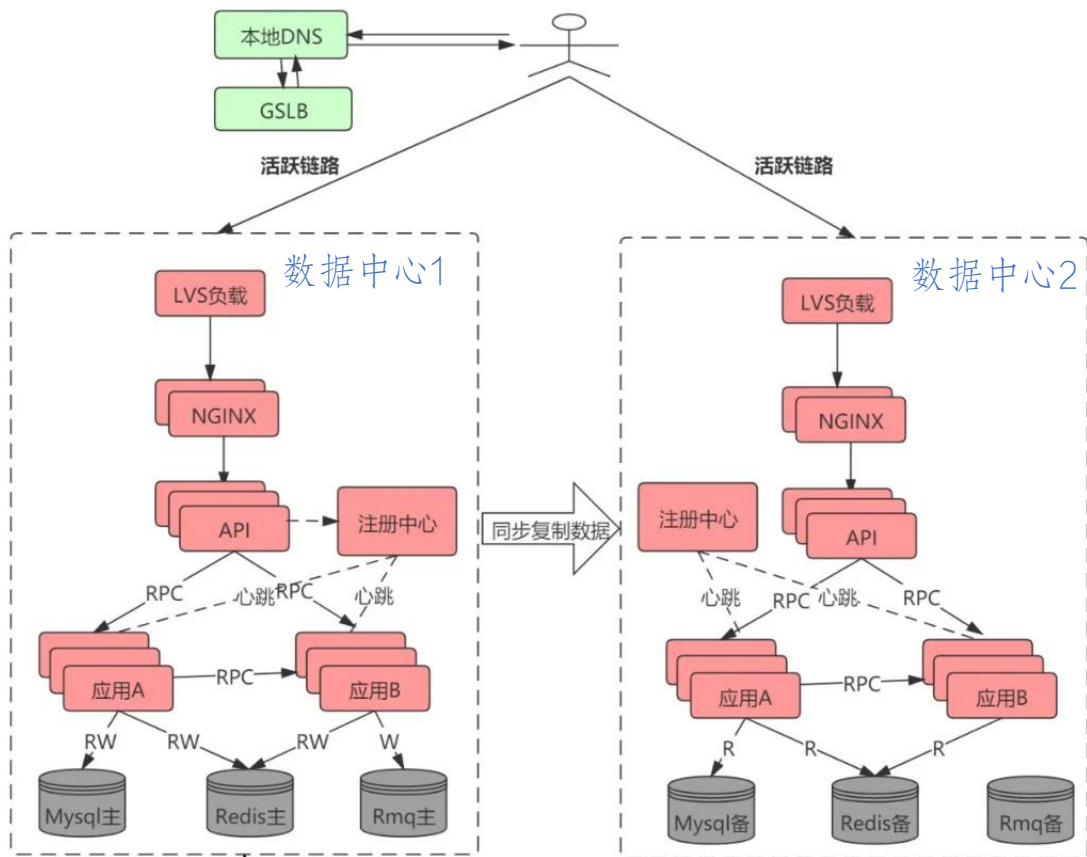 本地DNS
GSLB
活跃链路
活跃链路
数据中心1
LVS负载
NGINX
API
注册中心
RPC
RPC
心跳
心跳
应用A
RPC
应用B
RW
RW
RW
W
Mysql主
Redis主
Rmq主
同步复制数据
数据中心2
LVS负载
NGINX
API
注册中心
心跳
RPC
心跳
RPC
应用A
RPC
应用B
R
R
R
Mysql备
Redis备
Rmq备